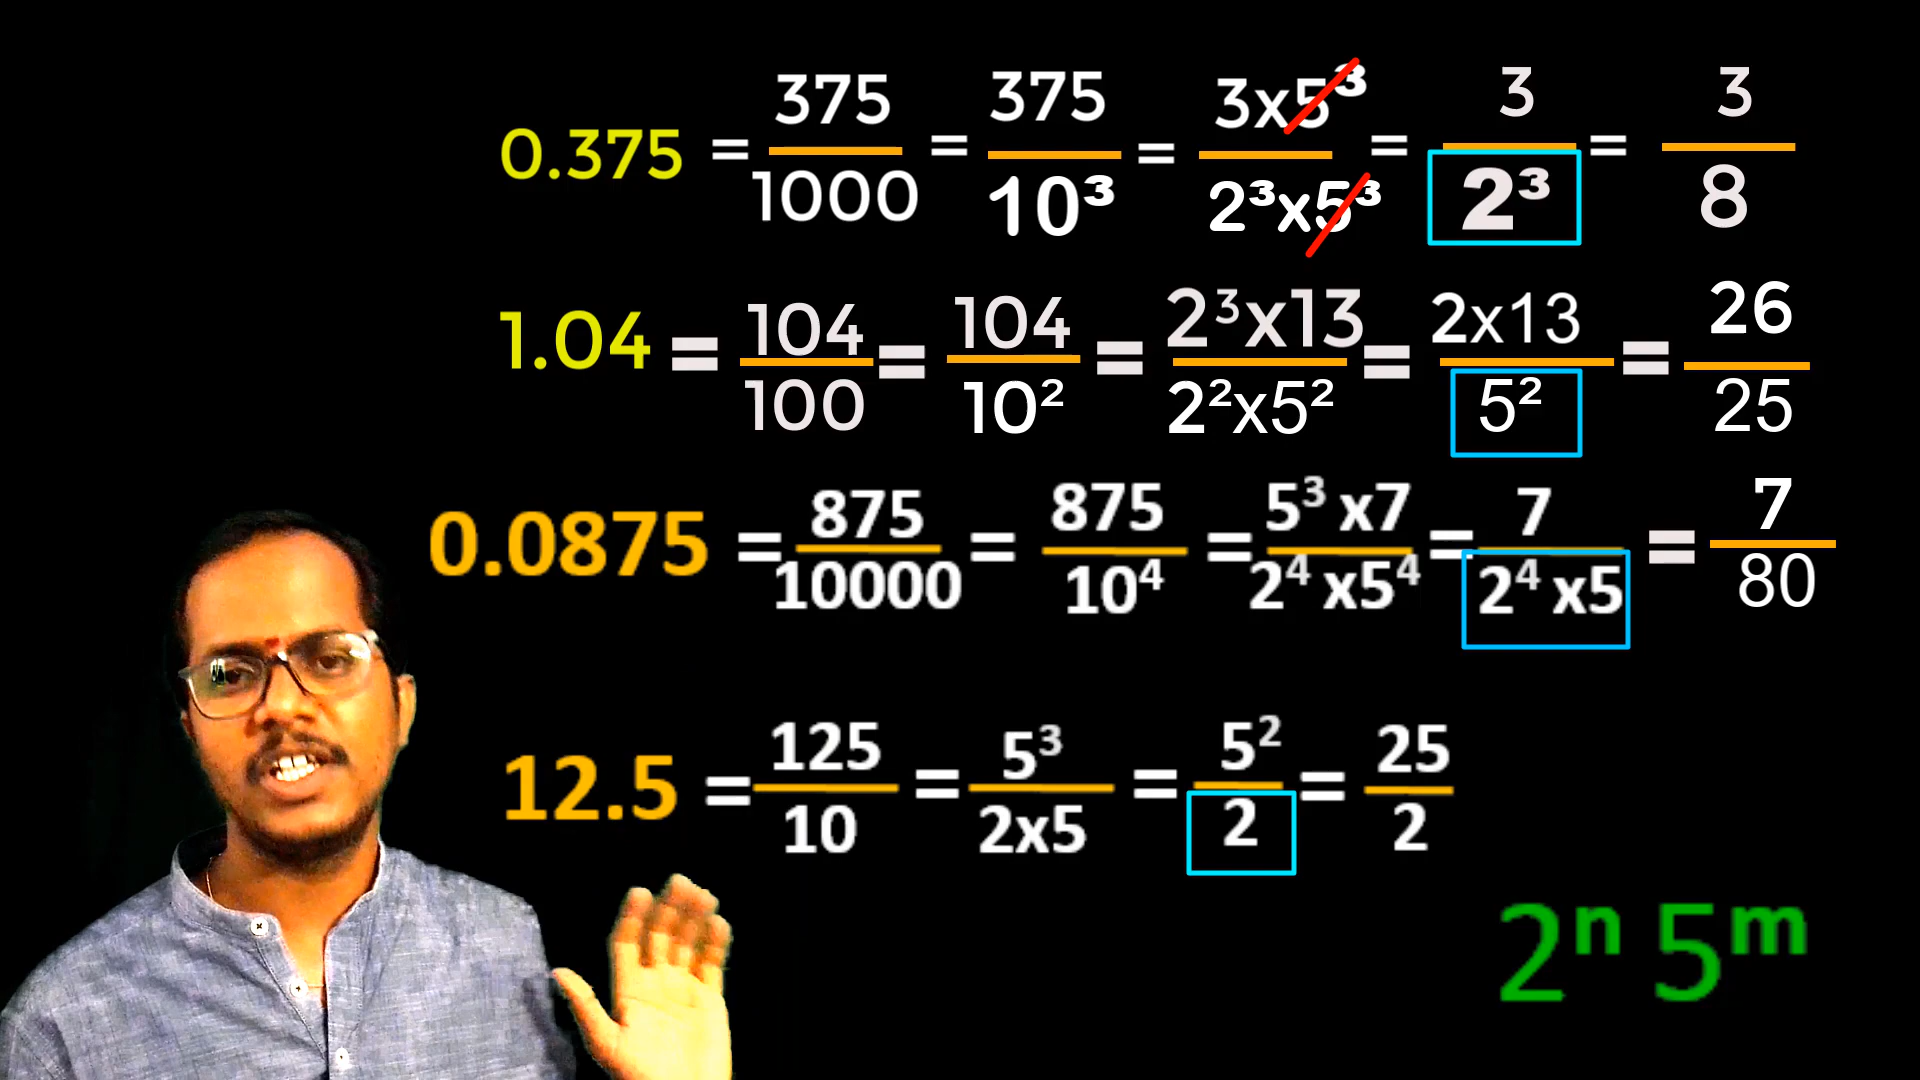 0.375 = 375/1000 = 375/10³ = 3x5³/2³x5³ = 3/2³ = 3/8
1.04 = 104/100 = 104/10² = 2³x13/2²x5² = 2x13/5² = 26/25
0.0875 = 875/10000 = 875/10⁴ = 5³x7/2⁴x5⁴ = 7/2⁴x5 = 7/80
12.5 = 125/10 = 5³/2x5 = 5²/2 = 25/2
2ⁿ 5ᵐ